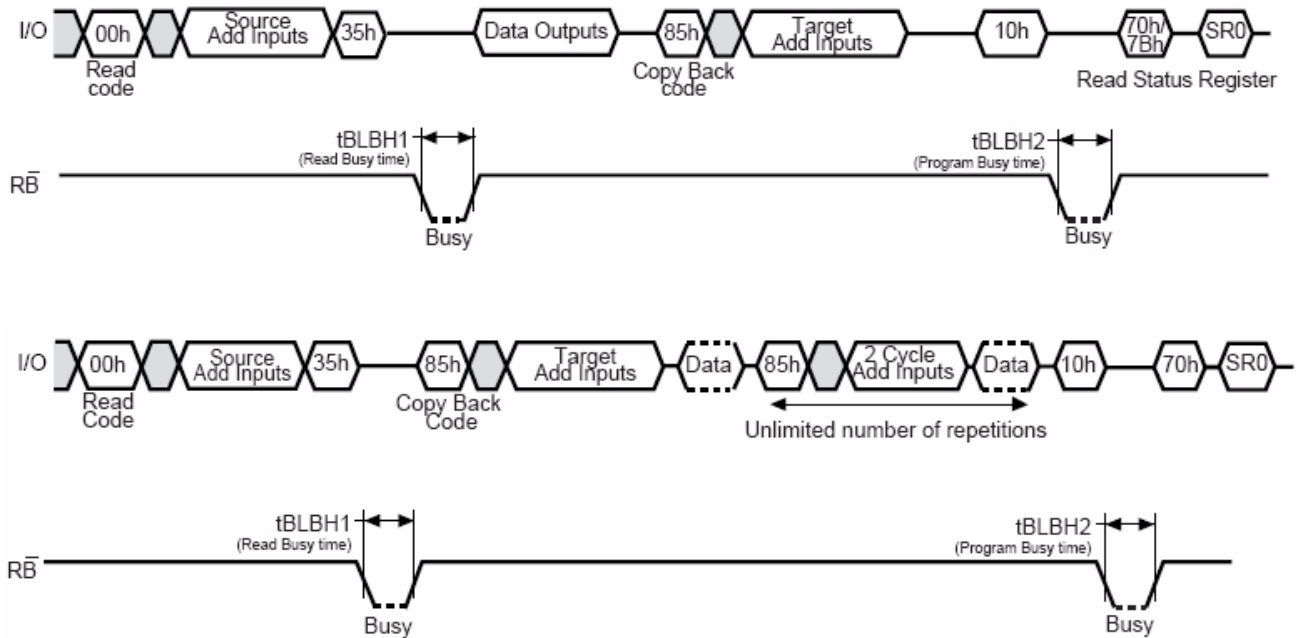 I/O
00h
Source
Add Inputs
35h
Data Outputs
85h
Target
Add Inputs
10h
70h/
7Bh
SR0
Read
code
Copy Back
code
Read Status Register
tBLBH1
(Read Busy time)
tBLBH2
(Program Busy time)
RB̅
Busy
Busy
I/O
00h
Source
Add Inputs
35h
85h
Target
Add Inputs
Data
85h
2 Cycle
Add Inputs
Data
10h
70h
SR0
Read
Code
Copy Back
Code
Unlimited number of repetitions
tBLBH1
(Read Busy time)
tBLBH2
(Program Busy time)
RB̅
Busy
Busy